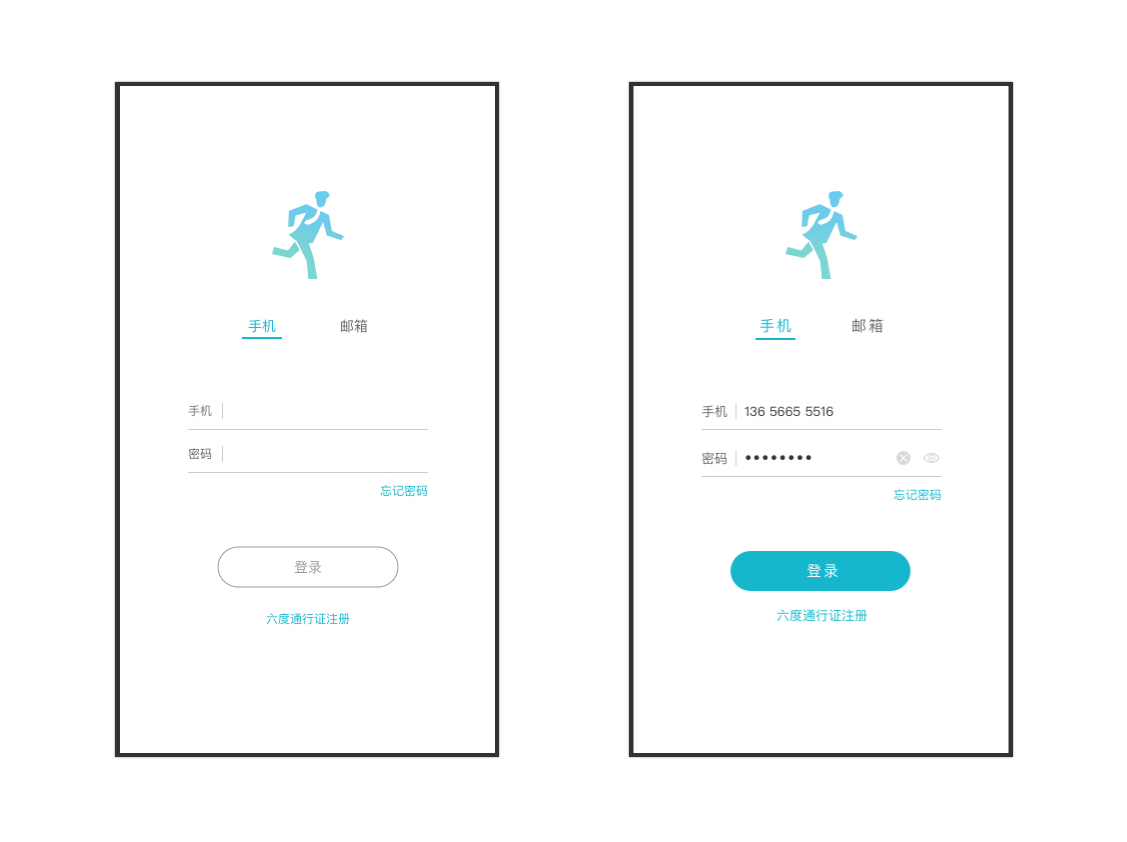 手机 邮箱
手机
密码
忘记密码
登录
六度通行证注册
手机 邮箱
手机 136 5665 5516
密码 ••••••••
忘记密码
登录
六度通行证注册